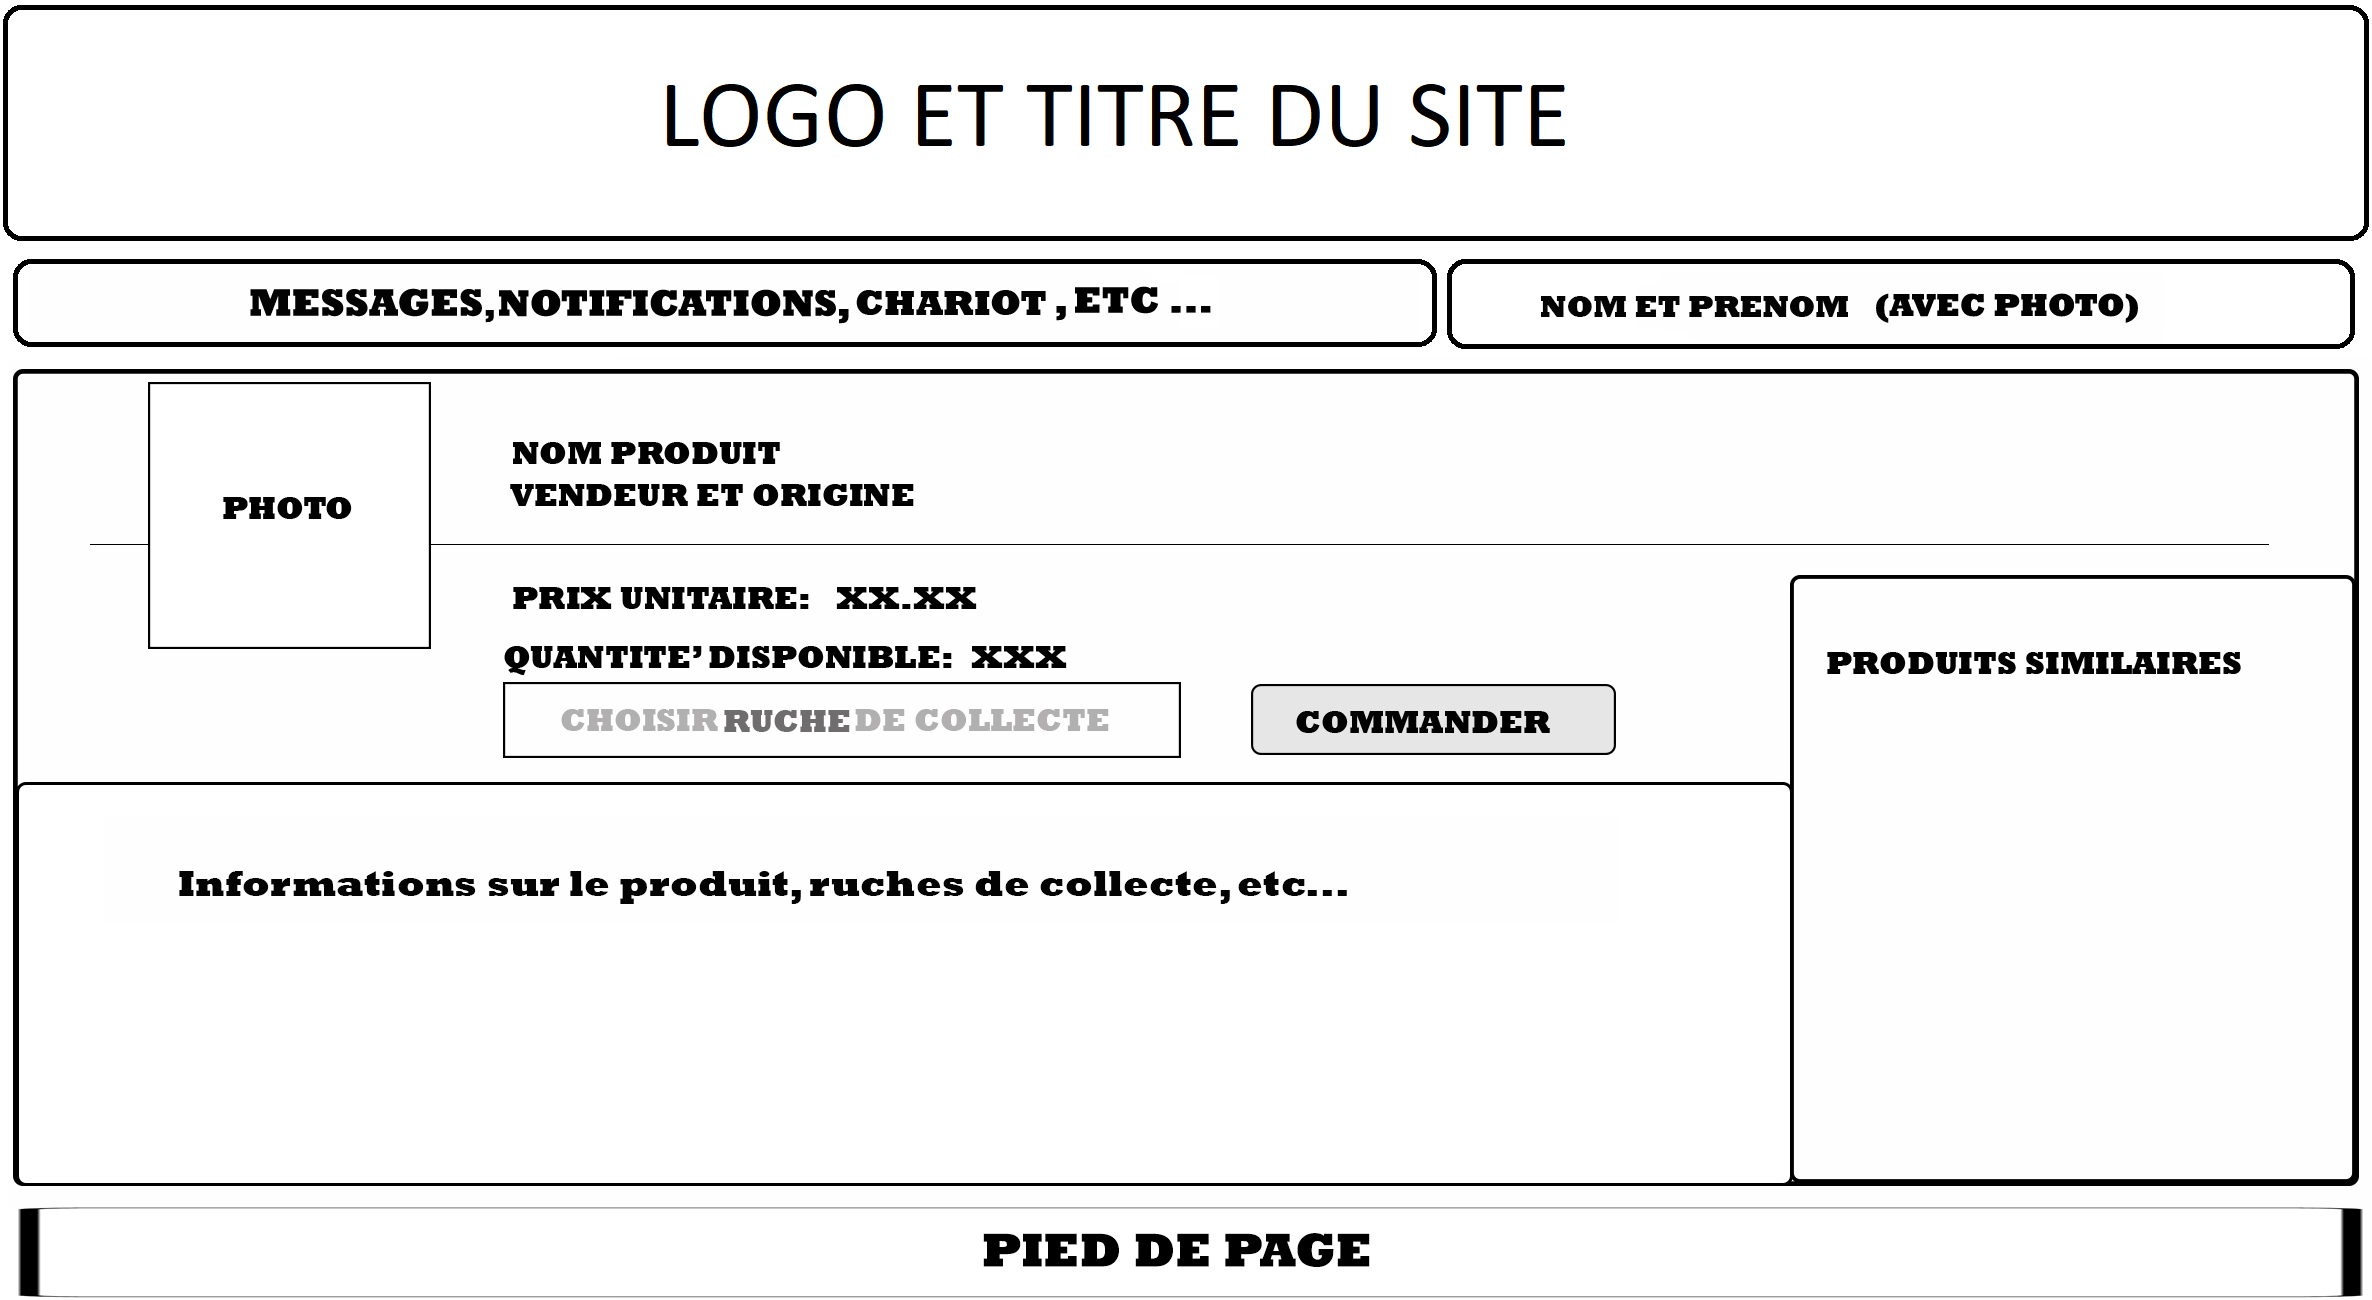 LOGO ET TITRE DU SITE
MESSAGES, NOTIFICATIONS, CHARIOT , ETC ...
NOM ET PRENOM (AVEC PHOTO)
PHOTO
NOM PRODUIT
VENDEUR ET ORIGINE
PRIX UNITAIRE: XX.XX
QUANTITE’ DISPONIBLE: XXX
CHOISIR RUCHE DE COLLECTE
COMMANDER
PRODUITS SIMILAIRES
Informations sur le produit, ruches de collecte, etc...
PIED DE PAGE